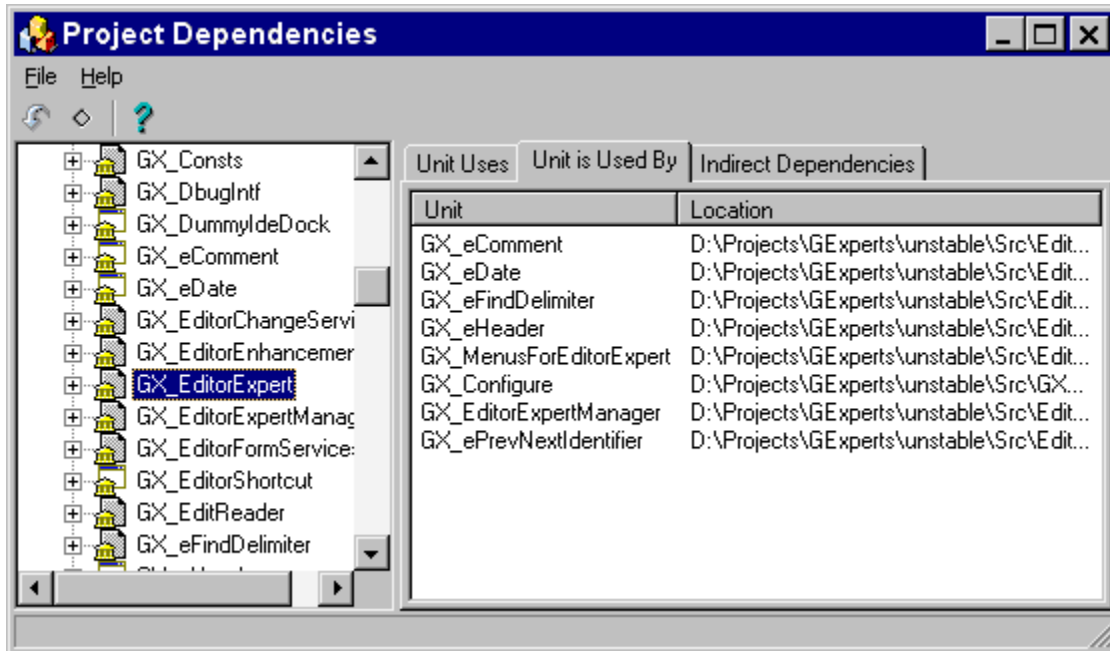 Project Dependencies
File Help
GX_Consts
GX_DbugIntf
GX_DummyIdeDock
GX_eComment
GX_eDate
GX_EditorChangeServi
GX_EditorEnhancemer
GX_EditorExpert
GX_EditorExpertManag
GX_EditorFormService:
GX_EditorShortcut
GX_EditReader
GX_eFindDelimiter
Unit Uses Unit is Used By Indirect Dependencies
Unit Location
GX_eComment D:\Projects\GExperts\unstable\Src\Edit...
GX_eDate D:\Projects\GExperts\unstable\Src\Edit...
GX_eFindDelimiter D:\Projects\GExperts\unstable\Src\Edit...
GX_eHeader D:\Projects\GExperts\unstable\Src\Edit...
GX_MenusForEditorExpert D:\Projects\GExperts\unstable\Src\Edit...
GX_Configure D:\Projects\GExperts\unstable\Src\GX...
GX_EditorExpertManager D:\Projects\GExperts\unstable\Src\Edit...
GX_ePrevNextIdentifier D:\Projects\GExperts\unstable\Src\Edit...